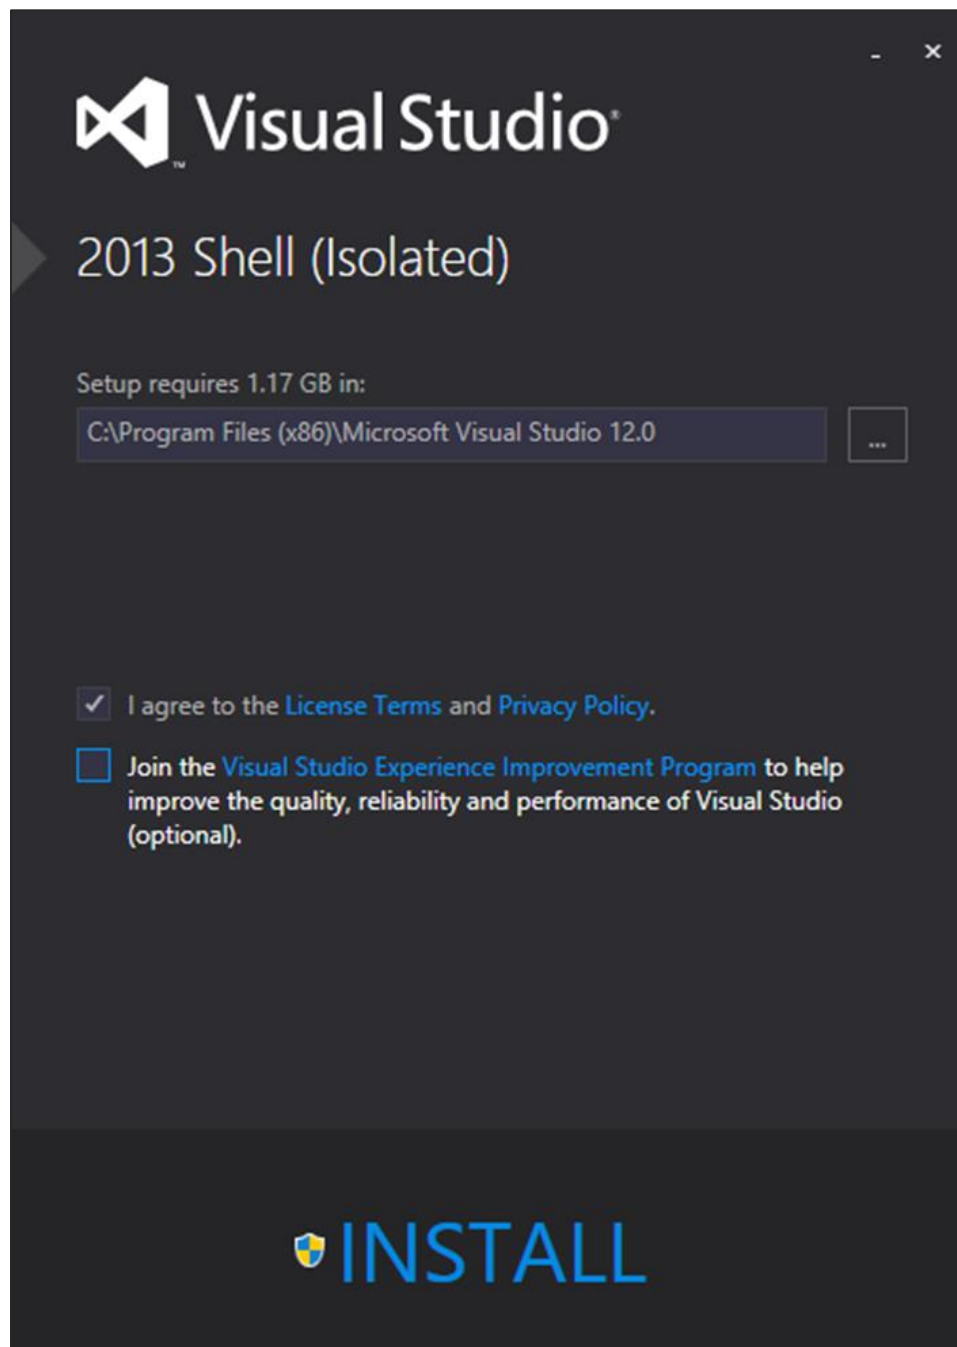 Visual Studio®
™
2013 Shell (Isolated)
Setup requires 1.17 GB in:
C:\Program Files (x86)\Microsoft Visual Studio 12.0
...
I agree to the License Terms and Privacy Policy.
Join the Visual Studio Experience Improvement Program to help
improve the quality, reliability and performance of Visual Studio
(optional).
INSTALL